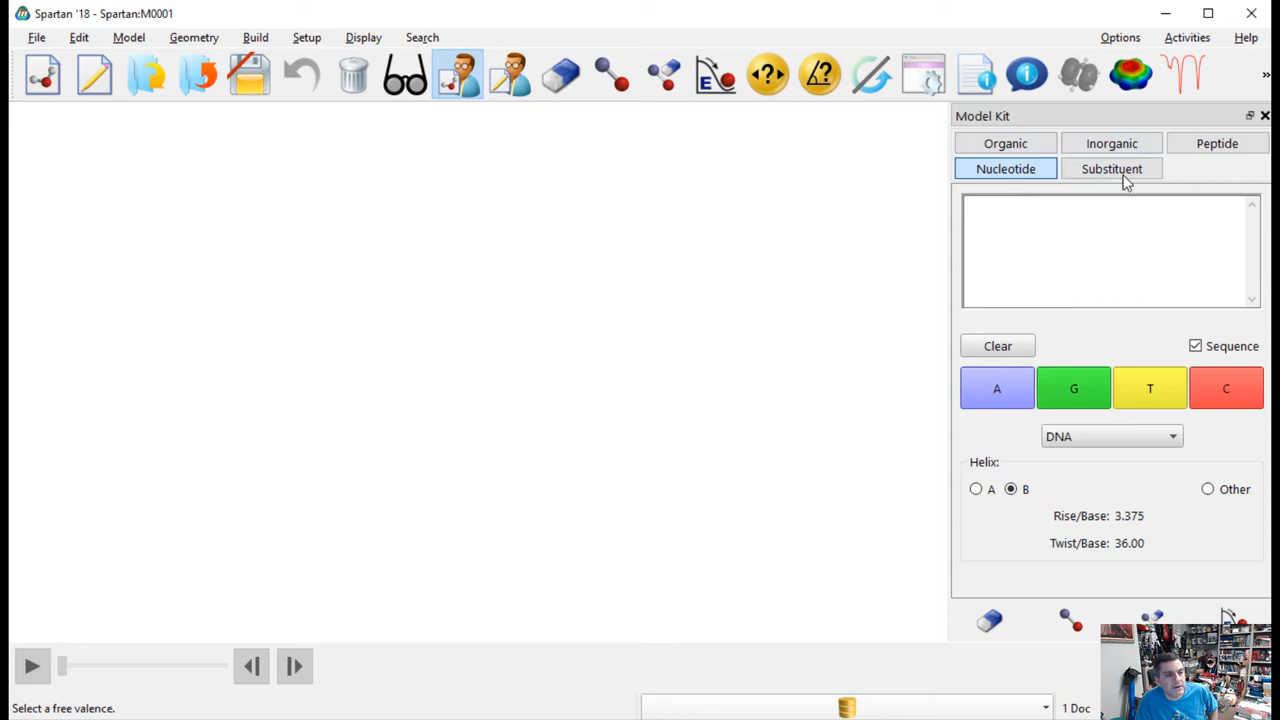 Spartan '18 - Spartan:M0001
File Edit Model Geometry Build Setup Display Search Options Activities Help
E ? ? i i »
Model Kit
Organic Inorganic Peptide
Nucleotide Substituent
Clear Sequence
A G T C
DNA
Helix:
A B Other
Rise/Base: 3.375
Twist/Base: 36.00
Select a free valence. 1 Doc